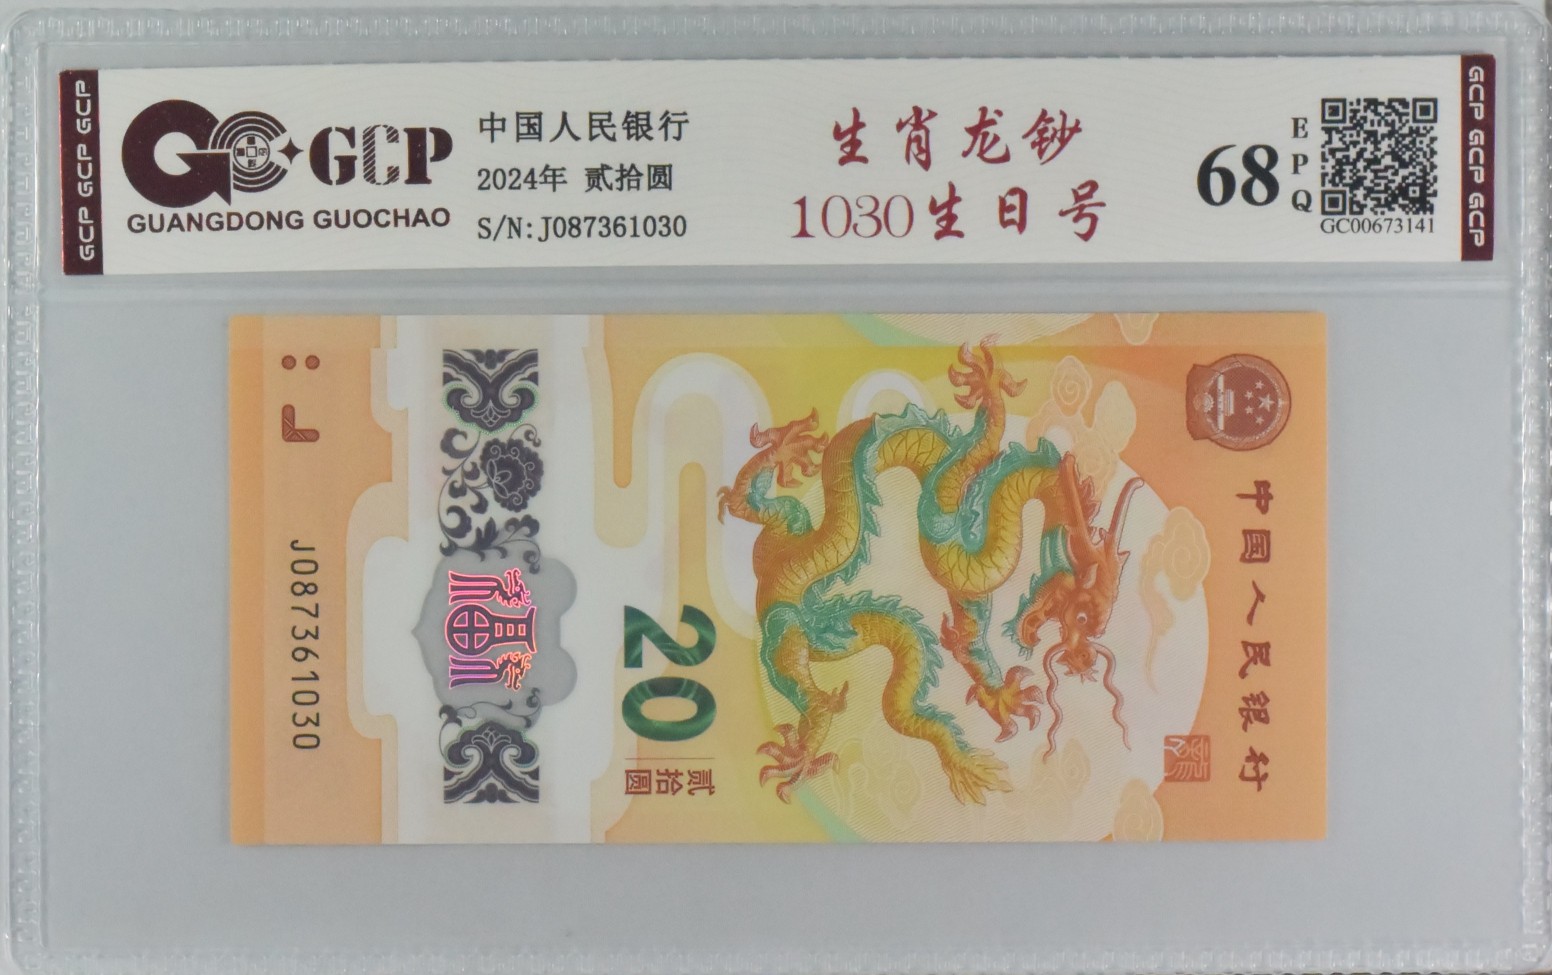 GCP GCP GCP
GCP
GUANGDONG GUOCHAO
中国人民银行
2024年 贰拾圆
S/N:J087361030
生肖龙钞
1030生日号
68
EPQ
GC00673141
GCP GCP GCP
中国人民银行
20
贰拾圆
J087361030